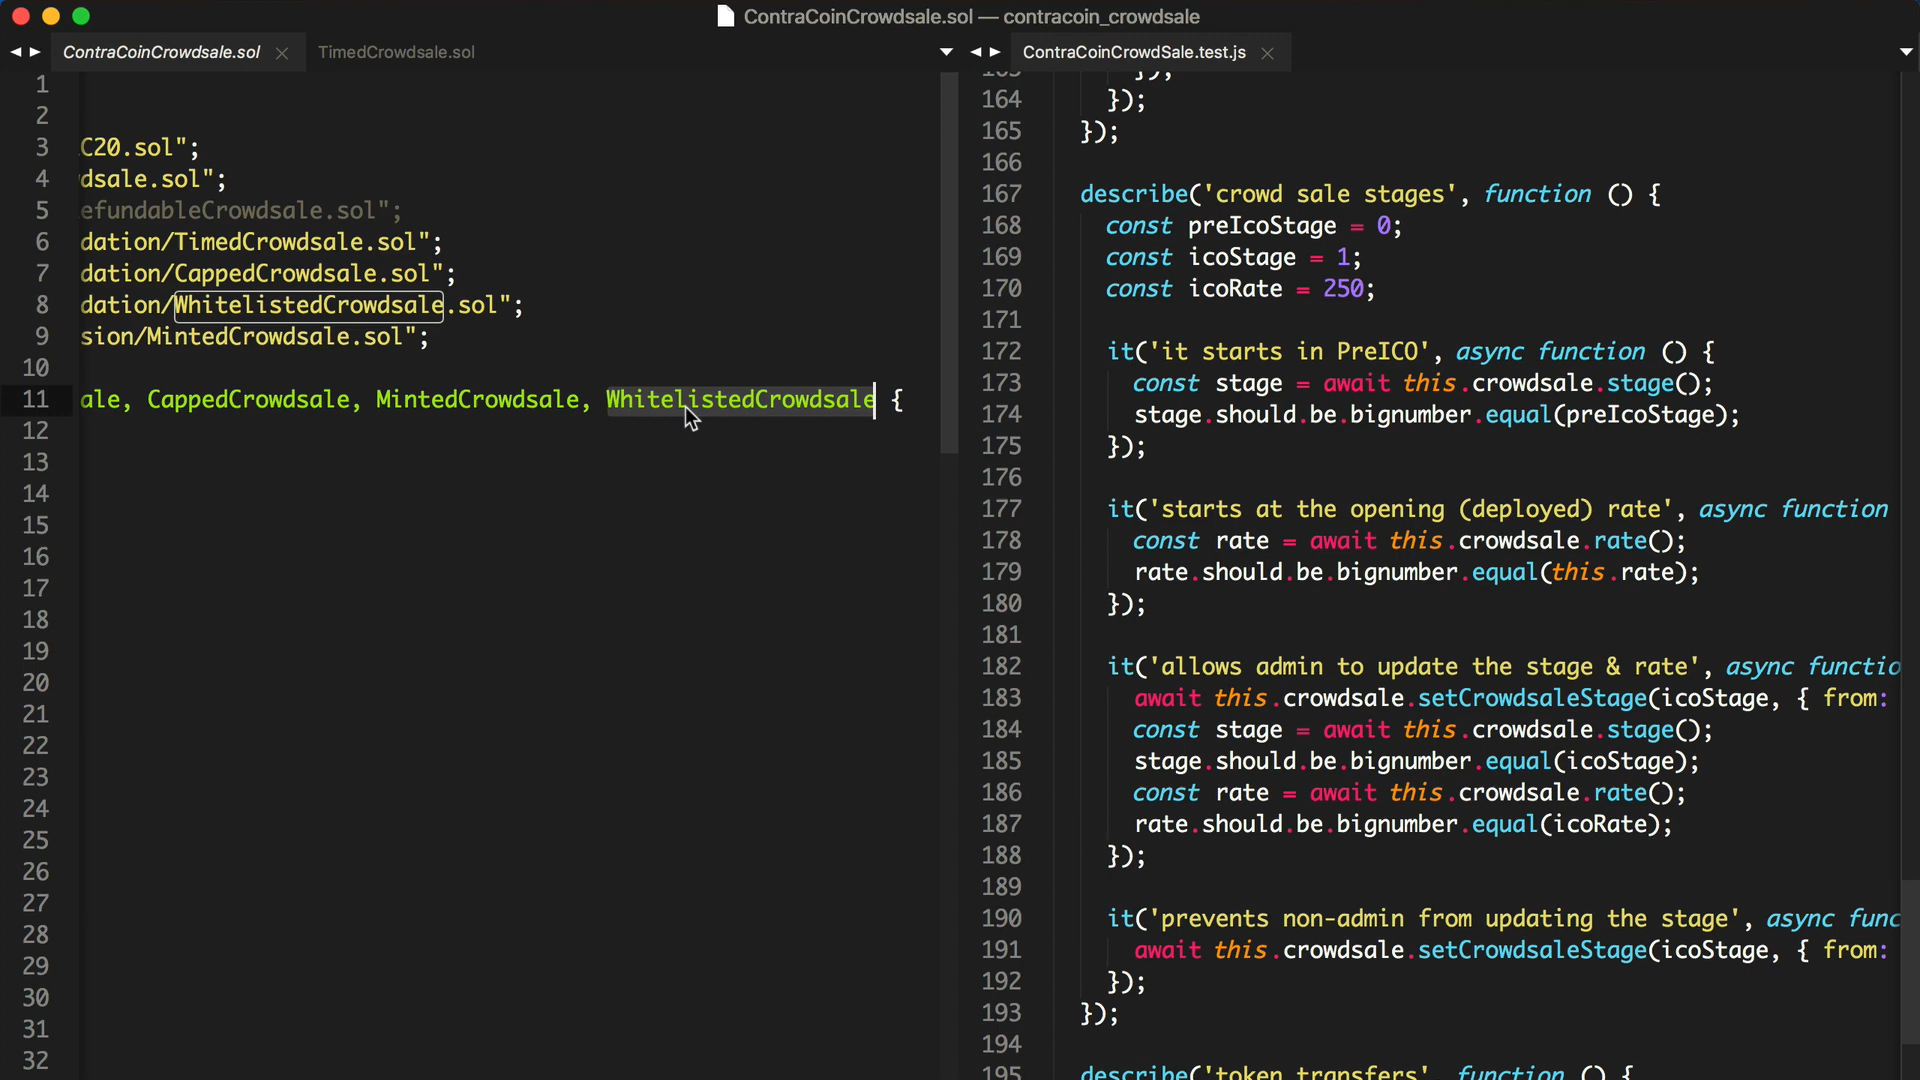 ContraCoinCrowdsale.sol — contracoin_crowdsale
ContraCoinCrowdsale.sol
TimedCrowdsale.sol
1
2
3 C20.sol";
4 dsale.sol";
5 efundableCrowdsale.sol";
6 dation/TimedCrowdsale.sol";
7 dation/CappedCrowdsale.sol";
8 dation/WhitelistedCrowdsale.sol";
9 sion/MintedCrowdsale.sol";
10
11 ale, CappedCrowdsale, MintedCrowdsale, WhitelistedCrowdsale {
12
13
14
15
16
17
18
19
20
21
22
23
24
25
26
27
28
29
30
31
32
ContraCoinCrowdSale.test.js
});
164 });
165 });
166
167 describe('crowd sale stages', function () {
168 const preIcoStage = 0;
169 const icoStage = 1;
170 const icoRate = 250;
171
172 it('it starts in PreICO', async function () {
173 const stage = await this.crowdsale.stage();
174 stage.should.be.bignumber.equal(preIcoStage);
175 });
176
177 it('starts at the opening (deployed) rate', async function
178 const rate = await this.crowdsale.rate();
179 rate.should.be.bignumber.equal(this.rate);
180 });
181
182 it('allows admin to update the stage & rate', async functio
183 await this.crowdsale.setCrowdsaleStage(icoStage, { from:
184 const stage = await this.crowdsale.stage();
185 stage.should.be.bignumber.equal(icoStage);
186 const rate = await this.crowdsale.rate();
187 rate.should.be.bignumber.equal(icoRate);
188 });
189
190 it('prevents non-admin from updating the stage', async func
191 await this.crowdsale.setCrowdsaleStage(icoStage, { from:
192 });
193 });
194
195 describe('token transfers', function () {